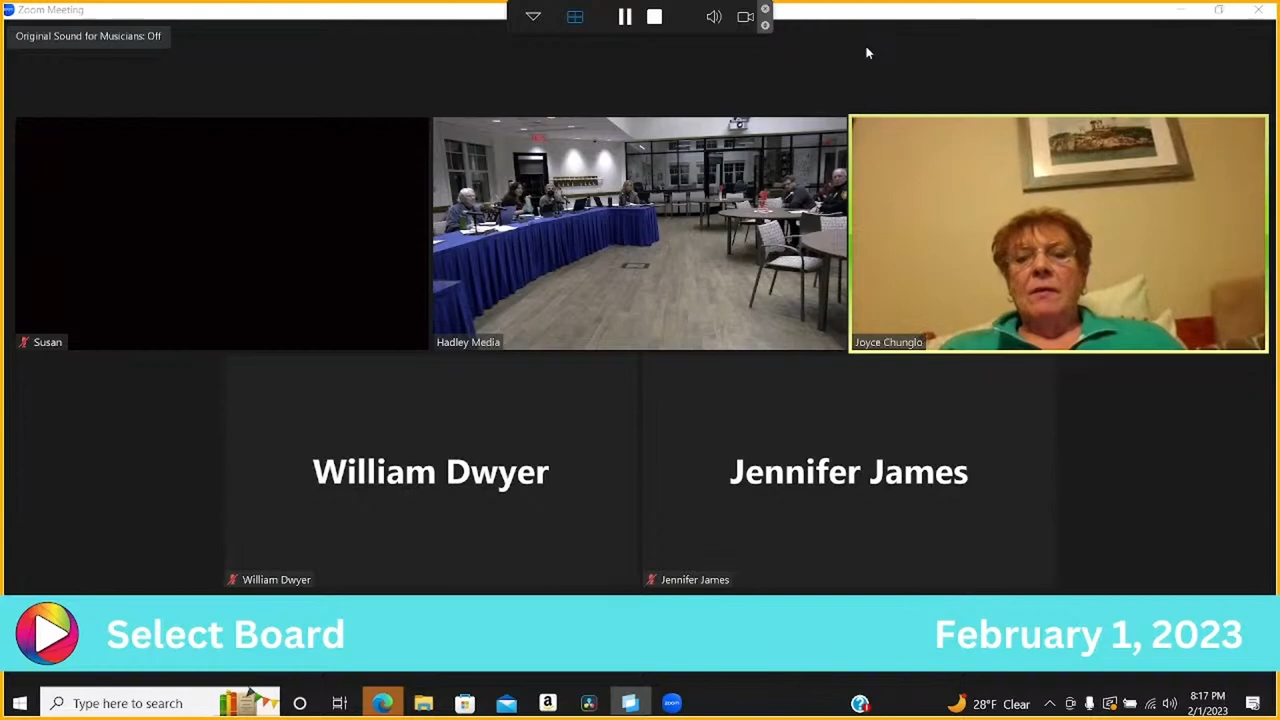 Zoom Meeting
Original Sound for Musicians: Off
Susan
Hadley Media
Joyce Chunglo
William Dwyer
Jennifer James
William Dwyer
Jennifer James
Select Board
February 1, 2023
Type here to search
zoom
28°F Clear
8:17 PM
2/1/2023